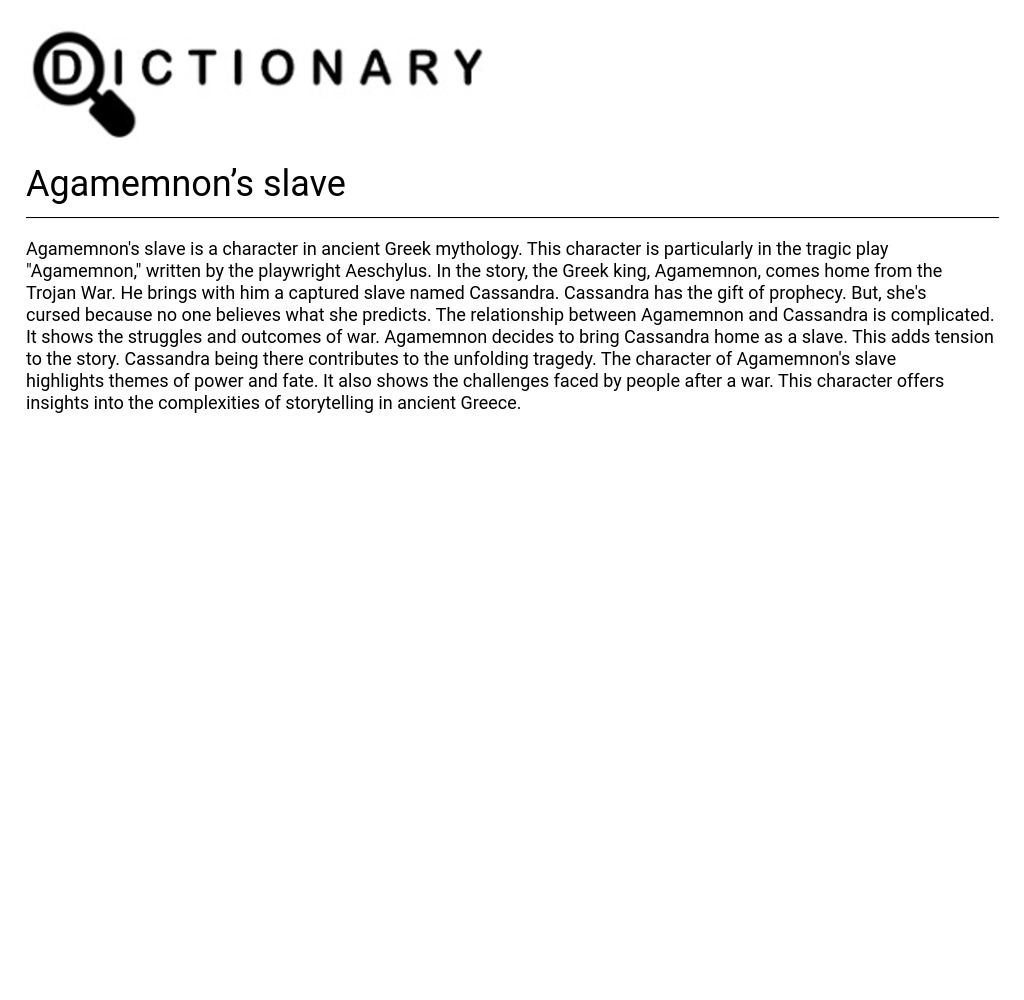 DICTIONARY
Agamemnon’s slave
Agamemnon's slave is a character in ancient Greek mythology. This character is particularly in the tragic play
"Agamemnon," written by the playwright Aeschylus. In the story, the Greek king, Agamemnon, comes home from the
Trojan War. He brings with him a captured slave named Cassandra. Cassandra has the gift of prophecy. But, she's
cursed because no one believes what she predicts. The relationship between Agamemnon and Cassandra is complicated.
It shows the struggles and outcomes of war. Agamemnon decides to bring Cassandra home as a slave. This adds tension
to the story. Cassandra being there contributes to the unfolding tragedy. The character of Agamemnon's slave
highlights themes of power and fate. It also shows the challenges faced by people after a war. This character offers
insights into the complexities of storytelling in ancient Greece.